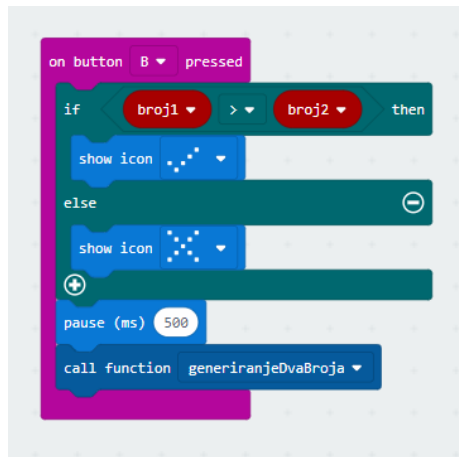 on button B pressed
if broj1 > broj2 then
show icon
else
show icon
pause (ms) 500
call function generiranjeDvaBroja